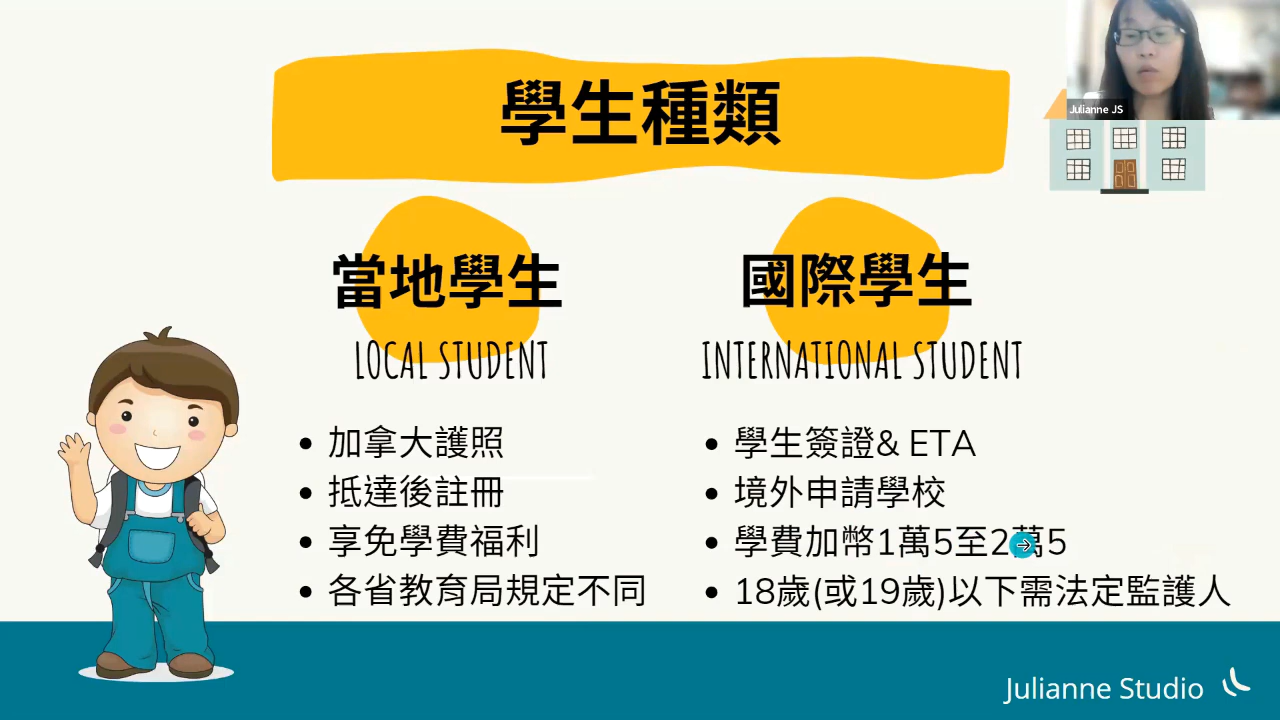 學生種類
Julianne JS
當地學生
LOCAL STUDENT
加拿大護照
抵達後註冊
享免學費福利
各省教育局規定不同
國際學生
INTERNATIONAL STUDENT
學生簽證& ETA
境外申請學校
學費加幣1萬5至2萬5
18歲(或19歲)以下需法定監護人
Julianne Studio